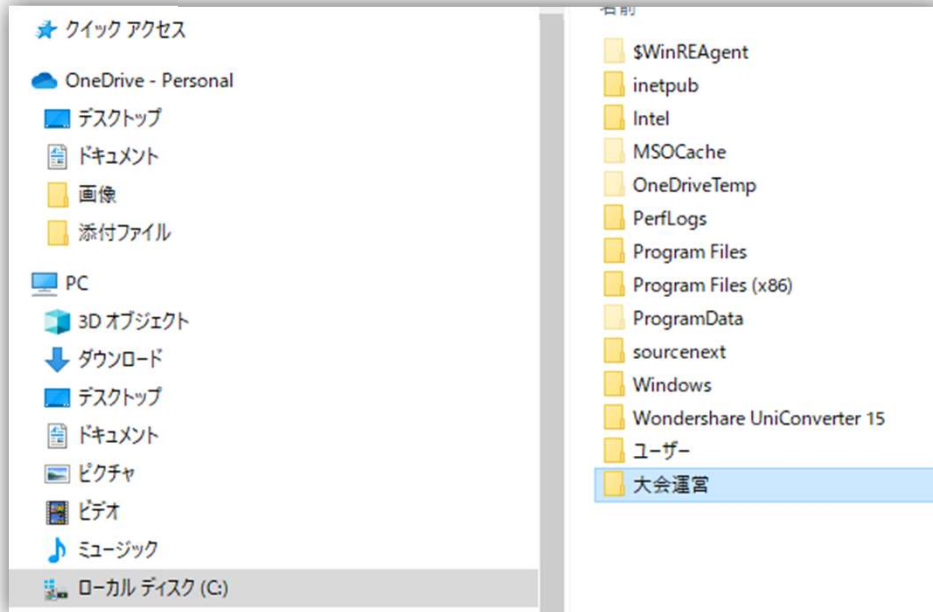 クイック アクセス
OneDrive - Personal
デスクトップ
ドキュメント
画像
添付ファイル
PC
3D オブジェクト
ダウンロード
デスクトップ
ドキュメント
ピクチャ
ビデオ
ミュージック
ローカル ディスク (C:)
名前
$WinREAgent
inetpub
Intel
MSOCache
OneDriveTemp
PerfLogs
Program Files
Program Files (x86)
ProgramData
sourcenext
Windows
Wondershare UniConverter 15
ユーザー
大会運営